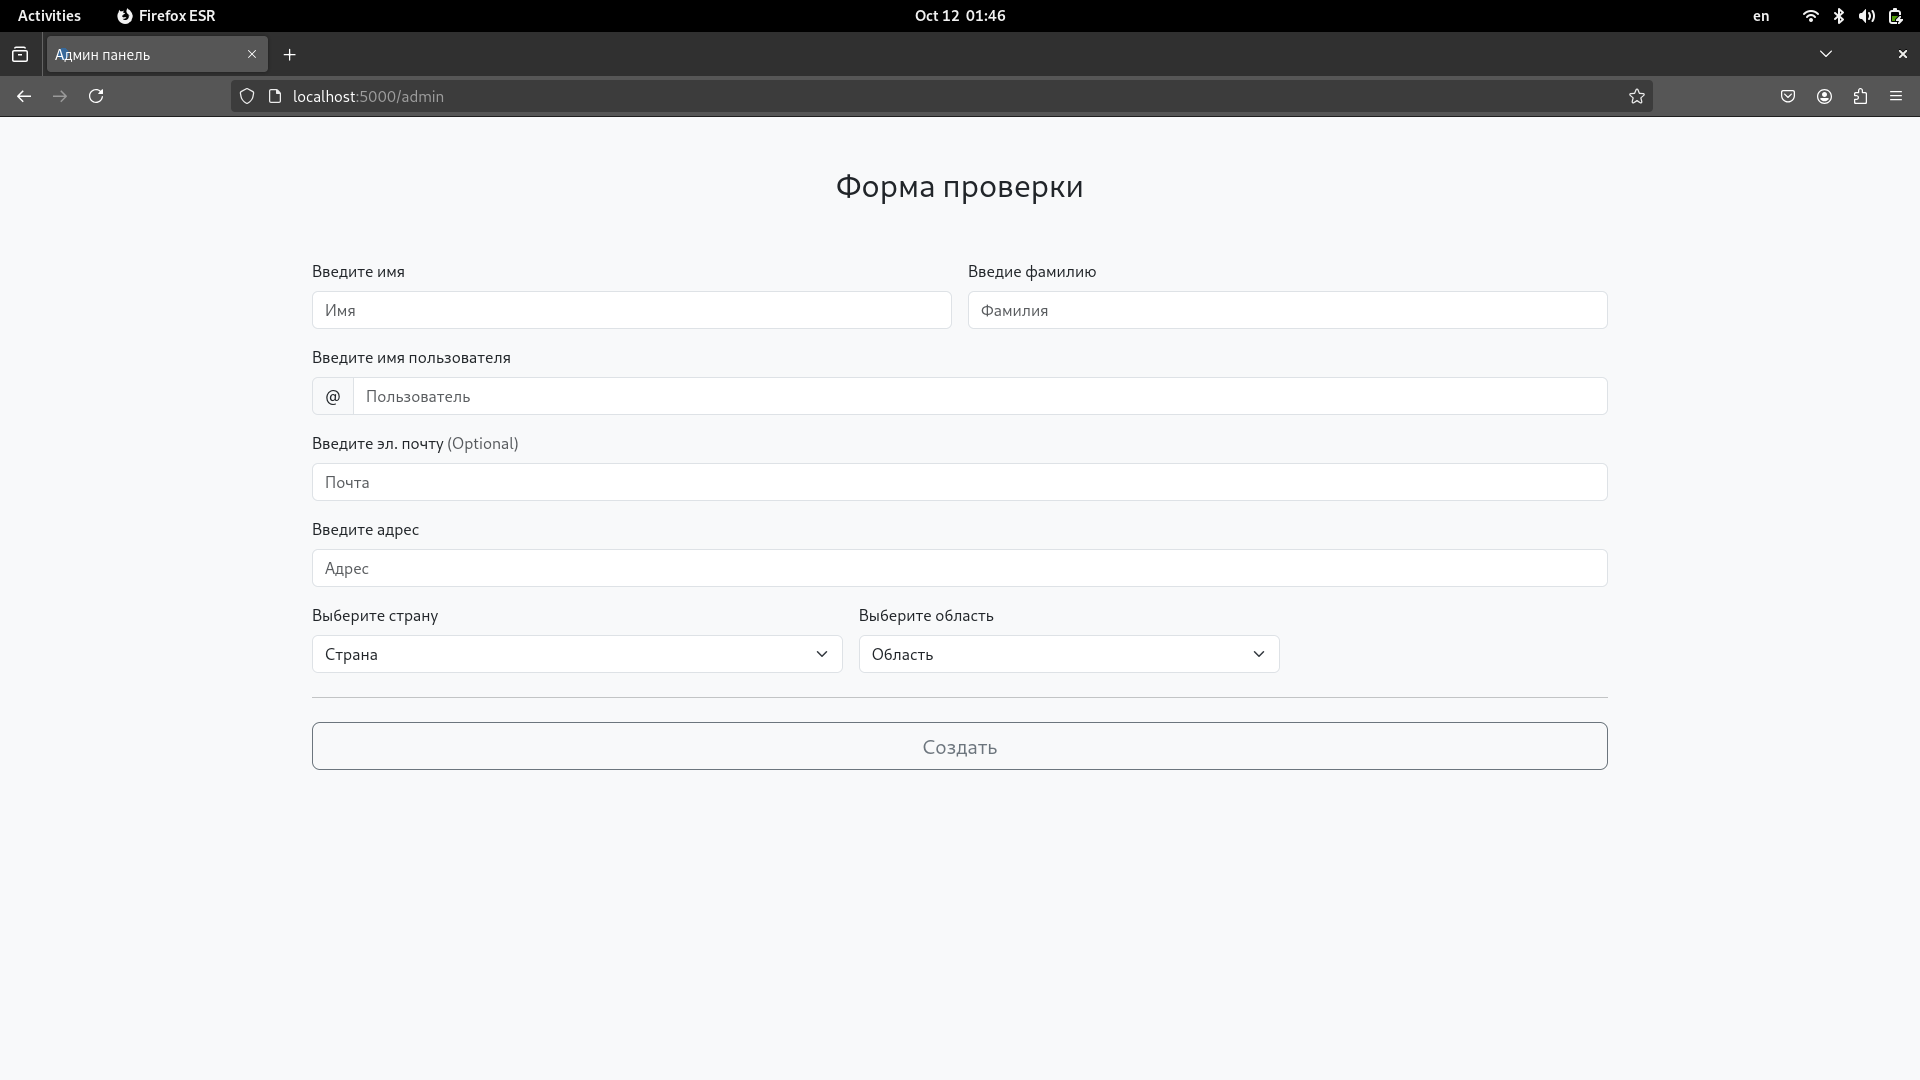 Activities Firefox ESR Oct 12 01:46 en
Админ панель
localhost:5000/admin
Форма проверки
Введите имя Введие фамилию
Имя Фамилия
Введите имя пользователя
@ Пользователь
Введите эл. почту (Optional)
Почта
Введите адрес
Адрес
Выберите страну Выберите область
Страна Область
Создать